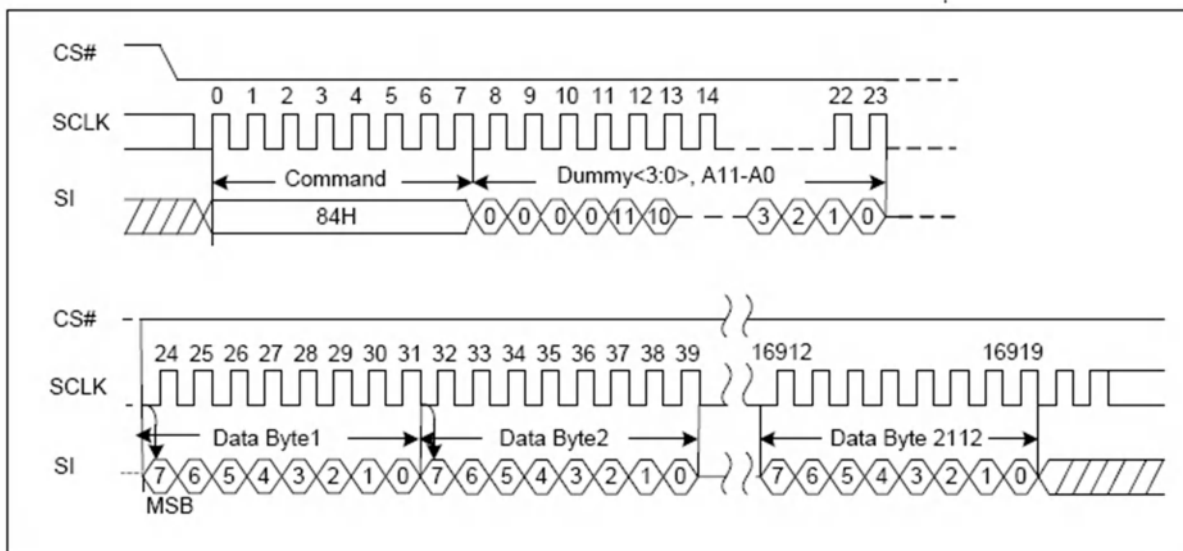 CS#
0 1 2 3 4 5 6 7 8 9 10 11 12 13 14 22 23
SCLK
Command Dummy<3:0>, A11-A0
SI
84H 0 0 0 0 11 10 3 2 1 0
CS#
24 25 26 27 28 29 30 31 32 33 34 35 36 37 38 39 16912 16919
SCLK
Data Byte1 Data Byte2 Data Byte 2112
SI
7 6 5 4 3 2 1 0 7 6 5 4 3 2 1 0 7 6 5 4 3 2 1 0
MSB